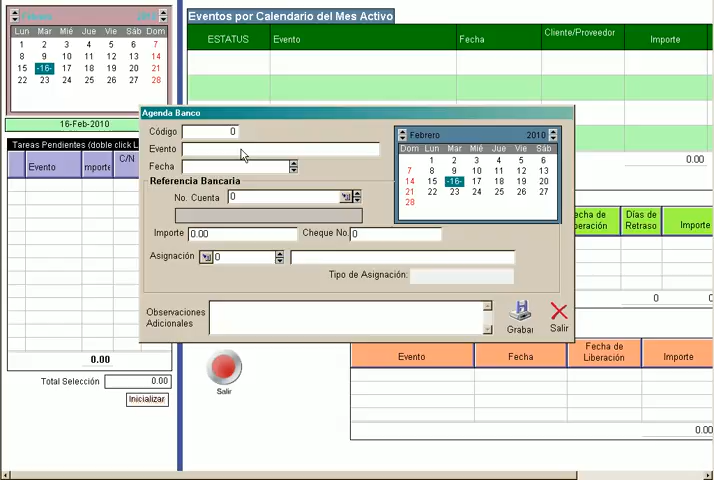 Febrero 2010
Lun Mar Mié Jue Vie Sáb Dom
1 2 3 4 5 6 7
8 9 10 11 12 13 14
15 -16- 17 18 19 20 21
22 23 24 25 26 27 28
16-Feb-2010
Tareas Pendientes (doble click L
Evento mporte C/N
0.00
Total Selección 0.00
Inicializar
Eventos por Calendario del Mes Activo
ESTATUS Evento Fecha Cliente/Proveedor Importe
0.00
Agenda Banco
Código 0
Evento
Fecha
Referencia Bancaria
No. Cuenta 0
Importe 0.00 Cheque No. 0
Asignación 0
Tipo de Asignación:
Observaciones
Adicionales
Grabar
Salir
Febrero 2010
Dom Lun Mar Mié Jue Vie Sáb
1 2 3 4 5 6
7 8 9 10 11 12 13
14 15 -16- 17 18 19 20
21 22 23 24 25 26 27
28
echa de
beración
Días de
Retraso
Importe
0 0
Salir
Evento Fecha Fecha de
Liberación
Importe
0.00